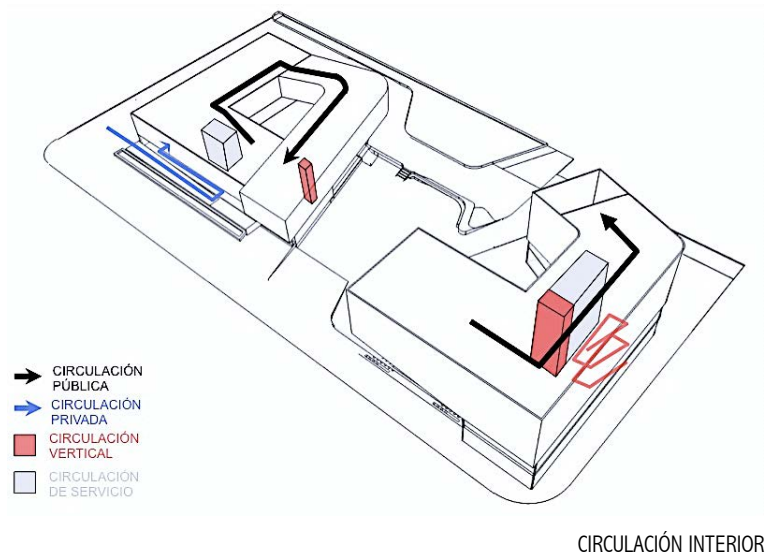 CIRCULACIÓN
PÚBLICA
CIRCULACIÓN
PRIVADA
CIRCULACIÓN
VERTICAL
CIRCULACIÓN
DE SERVICIO
CIRCULACIÓN INTERIOR